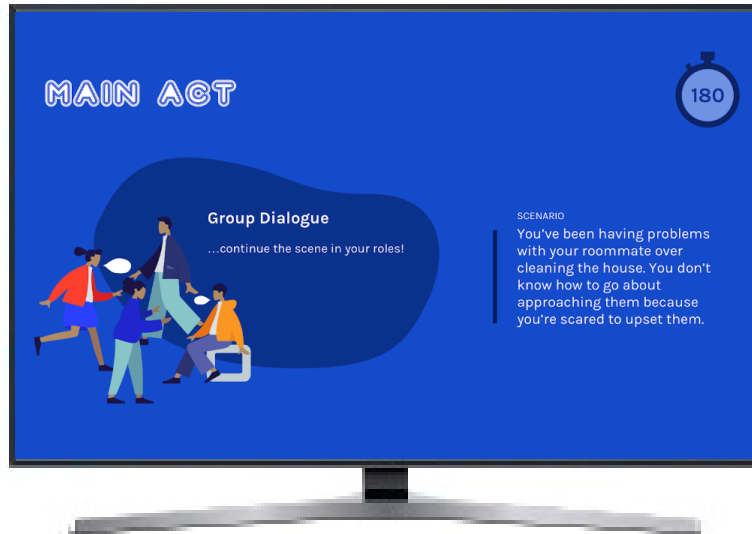 MAIN ACT
180
Group Dialogue
...continue the scene in your roles!
SCENARIO
You've been having problems
with your roommate over
cleaning the house. You don't
know how to go about
approaching them because
you're scared to upset them.